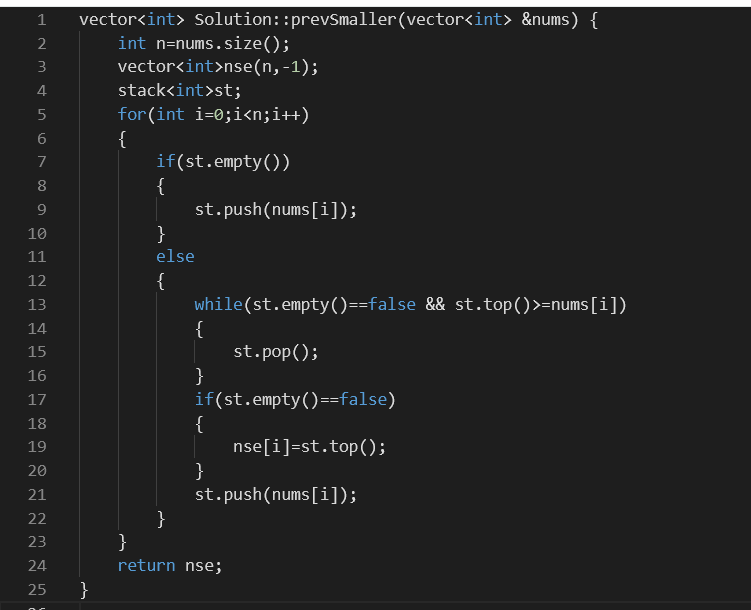 1 vector<int> Solution::prevSmaller(vector<int> &nums) {
2 int n=nums.size();
3 vector<int>nse(n,-1);
4 stack<int>st;
5 for(int i=0;i<n;i++)
6 {
7 if(st.empty())
8 {
9 st.push(nums[i]);
10 }
11 else
12 {
13 while(st.empty()==false && st.top()>=nums[i])
14 {
15 st.pop();
16 }
17 if(st.empty()==false)
18 {
19 nse[i]=st.top();
20 }
21 st.push(nums[i]);
22 }
23 }
24 return nse;
25 }